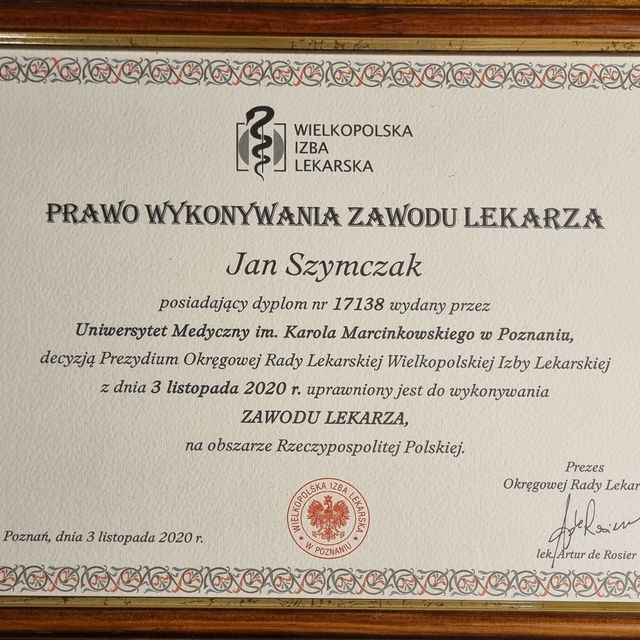 WIELKOPOLSKA
IZBA
LEKARSKA
PRAWO WYKONYWANIA ZAWODU LEKARZA
Jan Szymczak
posiadający dyplom nr 17138 wydany przez
Uniwersytet Medyczny im. Karola Marcinkowskiego w Poznaniu,
decyzją Prezydium Okręgowej Rady Lekarskiej Wielkopolskiej Izby Lekarskiej
z dnia 3 listopada 2020 r. uprawniony jest do wykonywania
ZAWODU LEKARZA,
na obszarze Rzeczypospolitej Polskiej.
Prezes
Okręgowej Rady Lekar
WIELKOPOLSKA IZBA LEKARSKA
W POZNANIU
Poznań, dnia 3 listopada 2020 r.
lek. Artur de Rosier